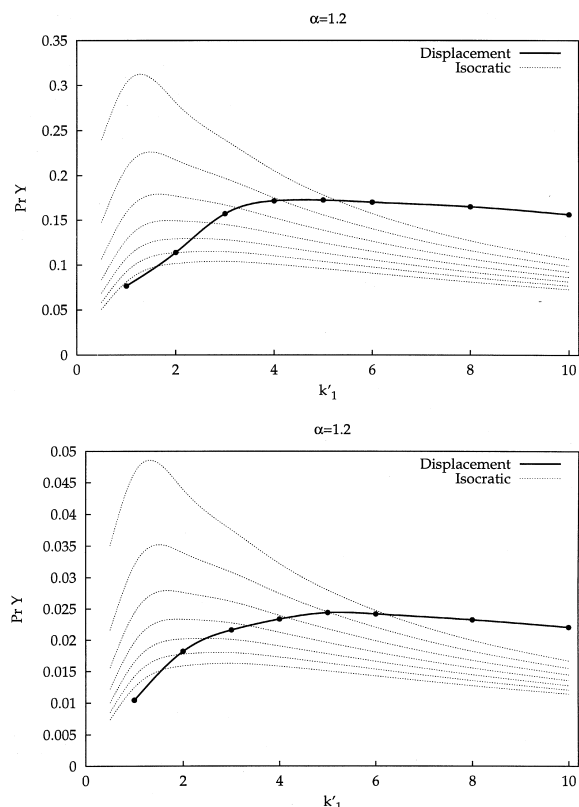 α=1.2
0.35
0.3
0.25
0.2
0.15
0.1
0.05
0
Pr Y
Displacement
Isocratic
0 2 4 6 8 10
k'1
α=1.2
0.05
0.045
0.04
0.035
0.03
0.025
0.02
0.015
0.01
0.005
0
Pr Y
Displacement
Isocratic
0 2 4 6 8 10
k'1